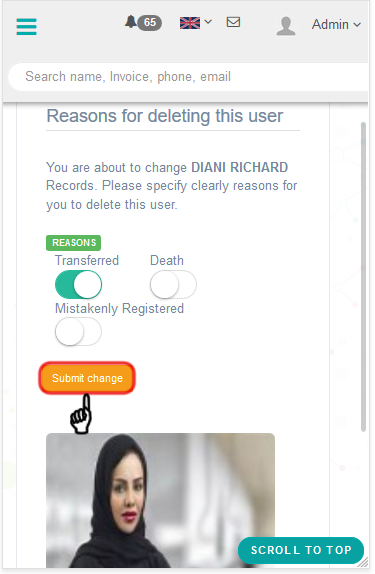 65
Admin
Search name, Invoice, phone, email
Reasons for deleting this user
You are about to change DIANI RICHARD
Records. Please specify clearly reasons for
you to delete this user.
REASONS
Transferred Death
Mistakenly Registered
Submit change
SCROLL TO TOP